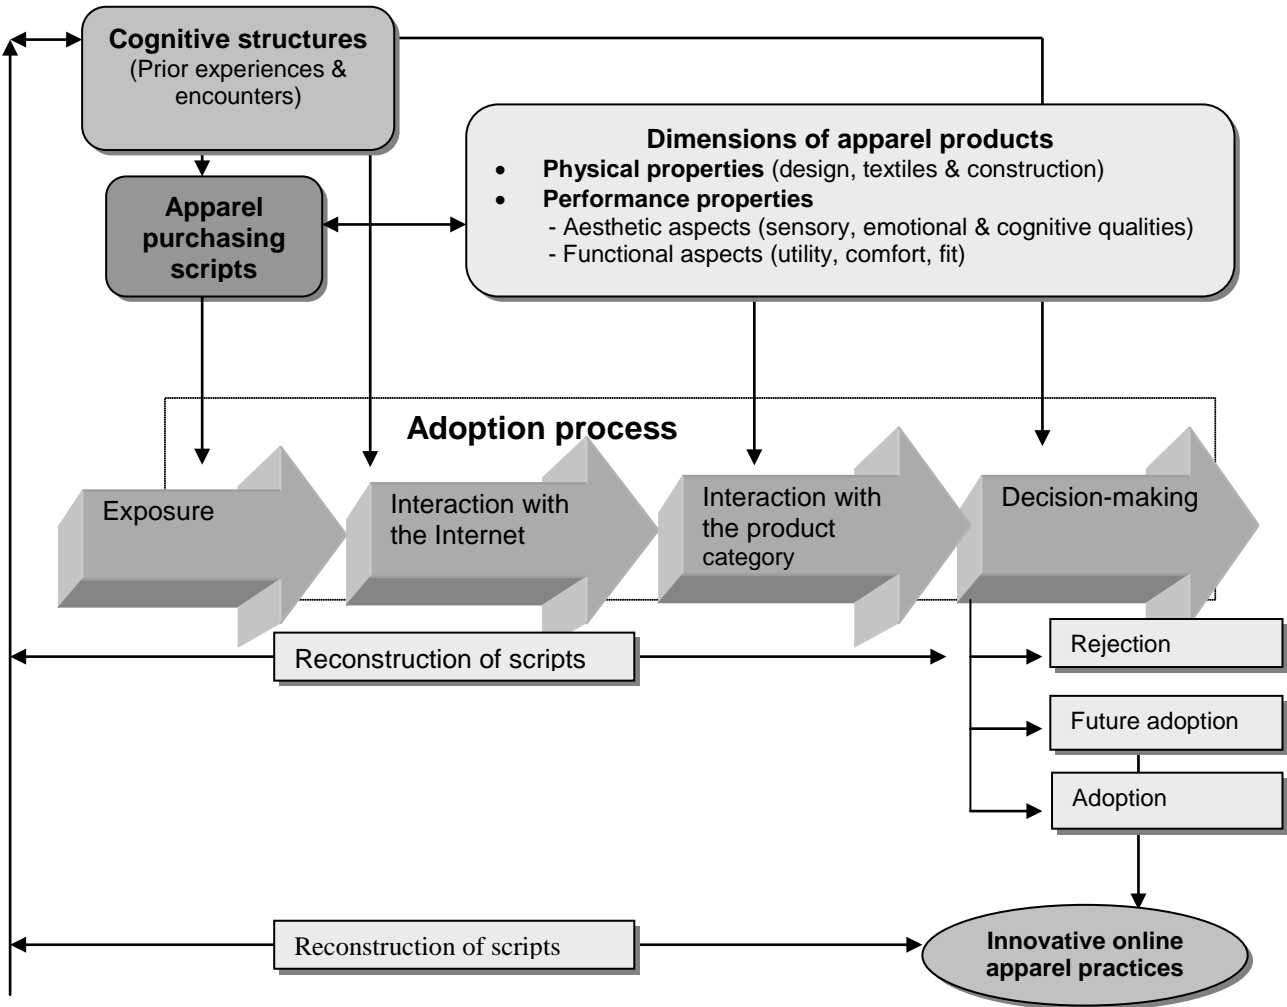 Cognitive structures
(Prior experiences &
encounters)
Dimensions of apparel products
• Physical properties (design, textiles & construction)
• Performance properties
- Aesthetic aspects (sensory, emotional & cognitive qualities)
- Functional aspects (utility, comfort, fit)
Apparel
purchasing
scripts
Adoption process
Exposure
Interaction with
the Internet
Interaction with
the product
category
Decision-making
Reconstruction of scripts
Rejection
Future adoption
Adoption
Reconstruction of scripts
Innovative online
apparel practices